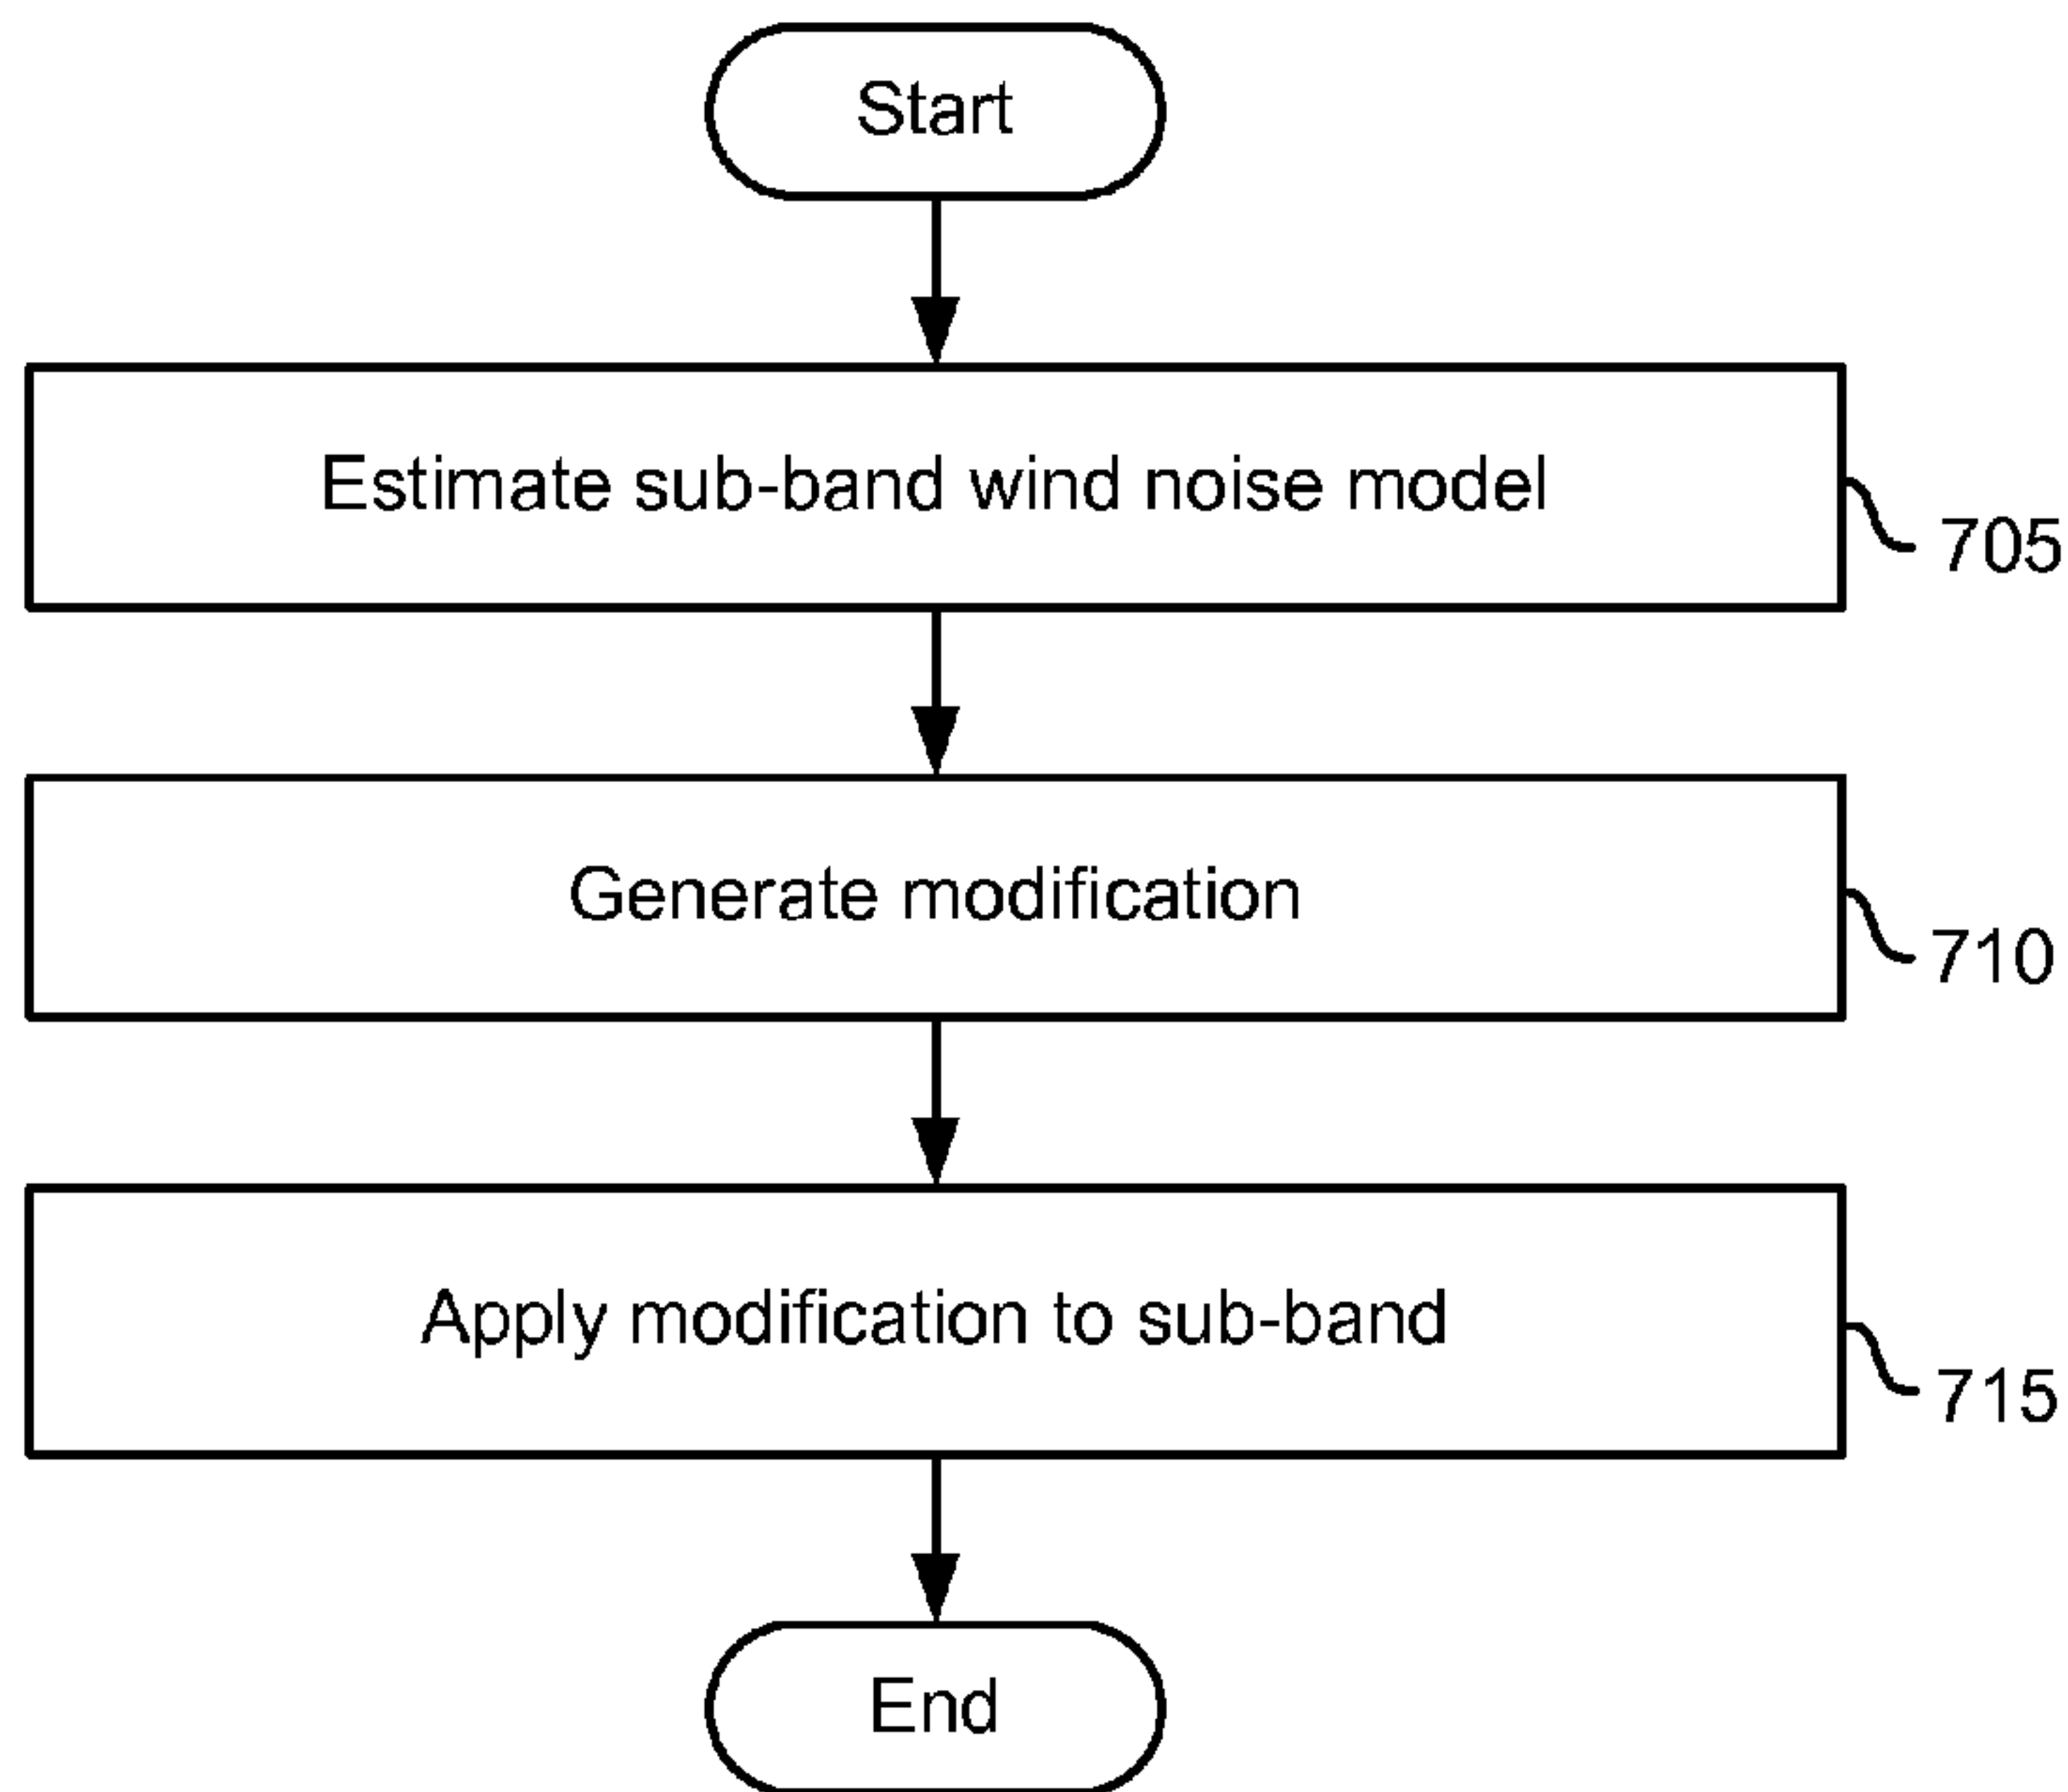 Start
Estimate sub-band wind noise model
705
Generate modification
710
Apply modification to sub-band
715
End